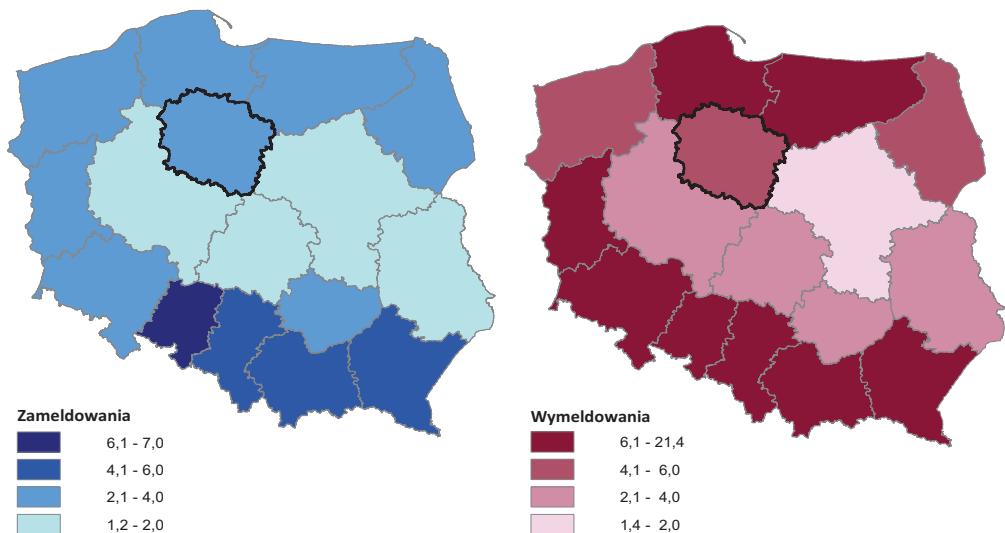 Zameldowania
6,1 - 7,0
4,1 - 6,0
2,1 - 4,0
1,2 - 2,0
Wymeldowania
6,1 - 21,4
4,1 - 6,0
2,1 - 4,0
1,4 - 2,0